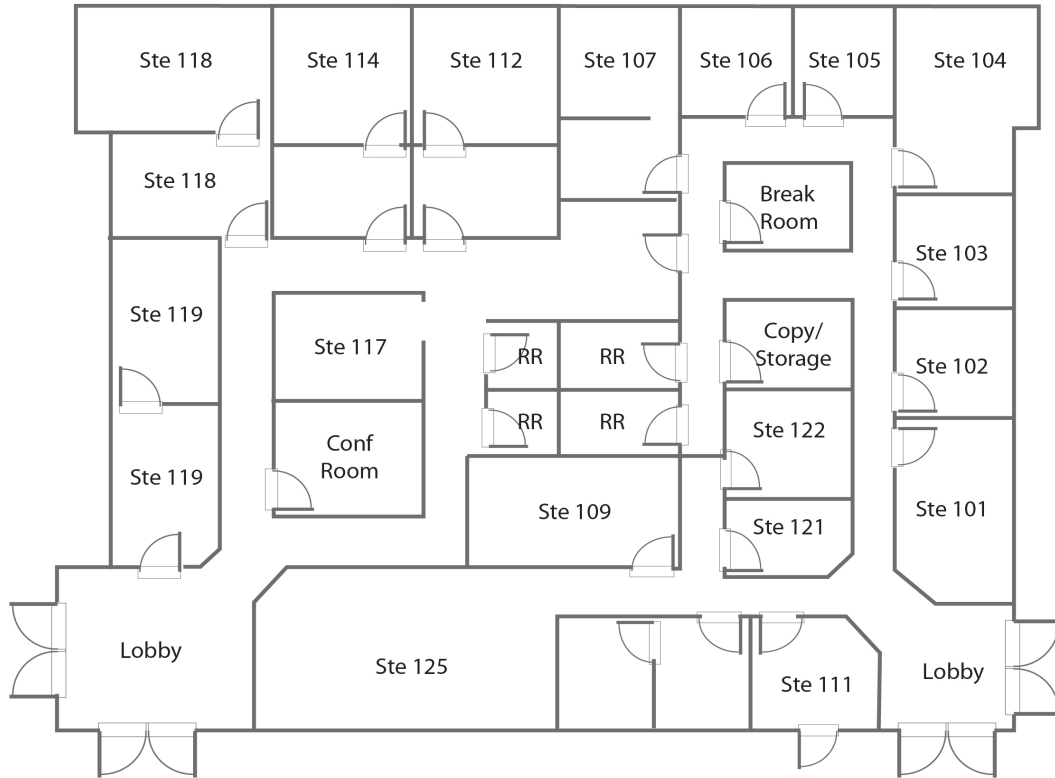 Ste 118
Ste 114
Ste 112
Ste 107
Ste 106
Ste 105
Ste 104
Ste 118
Break
Room
Ste 103
Ste 119
Ste 117
RR
RR
Copy/
Storage
Ste 102
RR
RR
Ste 122
Conf
Room
Ste 119
Ste 109
Ste 121
Ste 101
Lobby
Ste 125
Ste 111
Lobby